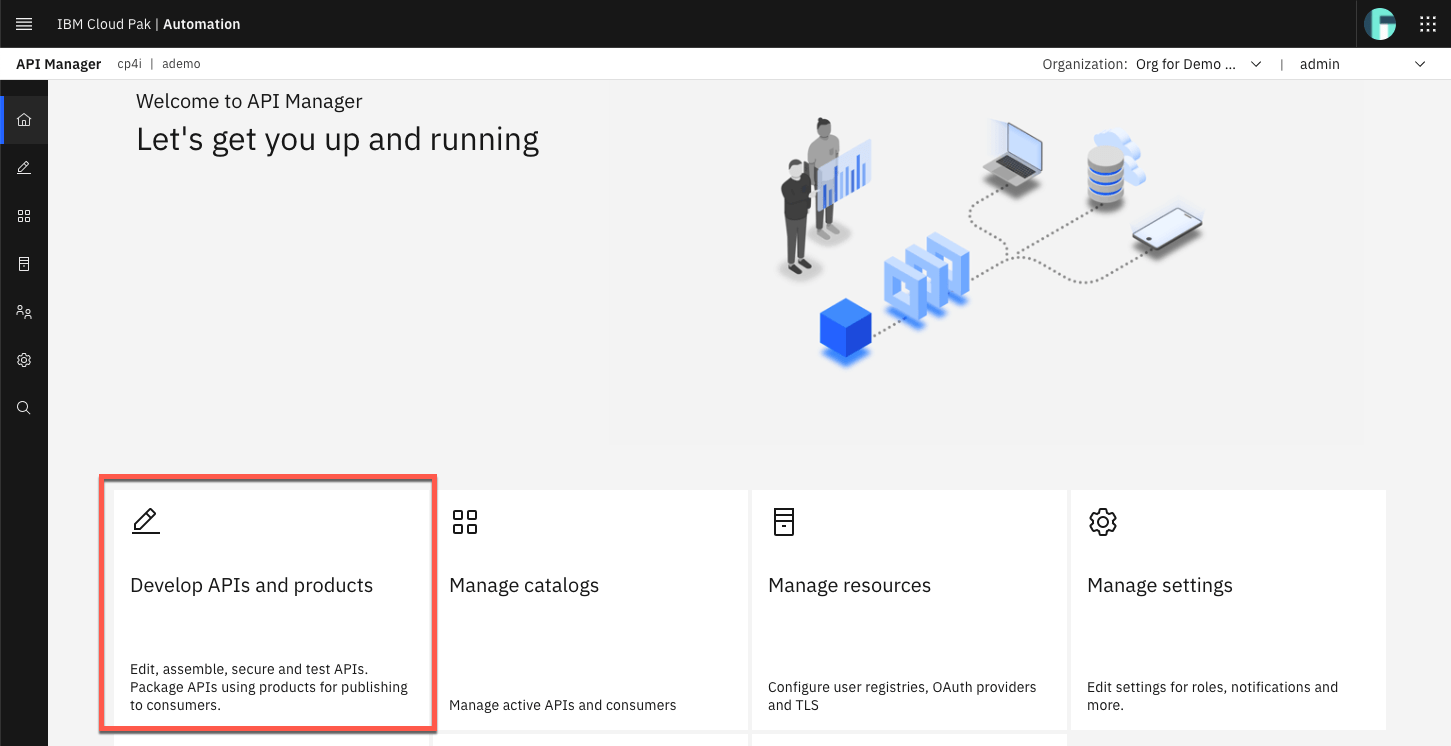 IBM Cloud Pak | Automation
API Manager cp4i | ademo Organization: Org for Demo ... | admin
Welcome to API Manager
Let's get you up and running
Develop APIs and products
Edit, assemble, secure and test APIs.
Package APIs using products for publishing
to consumers.
Manage catalogs
Manage active APIs and consumers
Manage resources
Configure user registries, OAuth providers
and TLS
Manage settings
Edit settings for roles, notifications and
more.